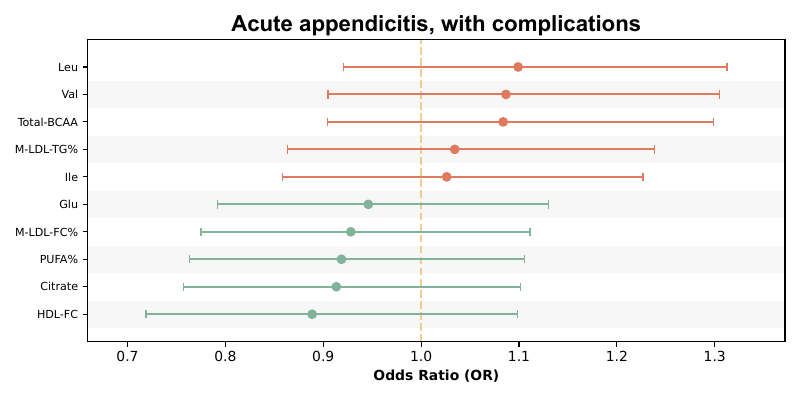 Acute appendicitis, with complications
Leu
Val
Total-BCAA
M-LDL-TG%
Ile
Glu
M-LDL-FC%
PUFA%
Citrate
HDL-FC
0.7 0.8 0.9 1.0 1.1 1.2 1.3
Odds Ratio (OR)